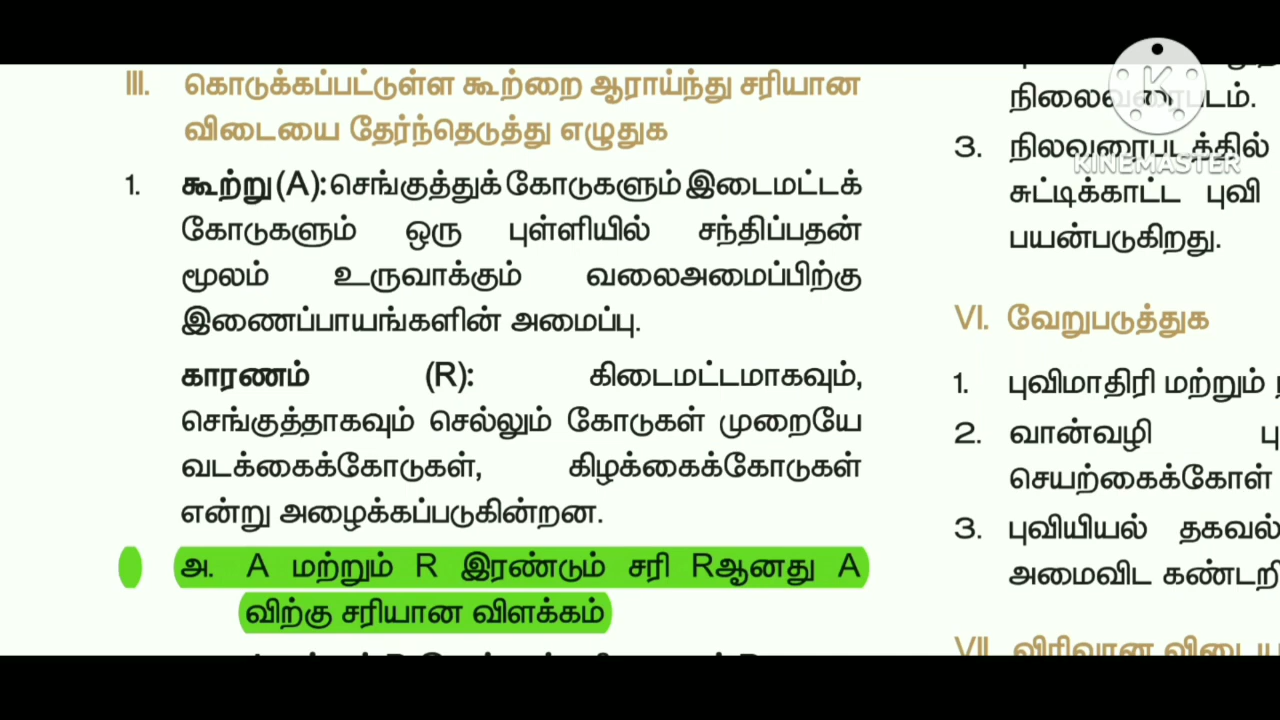 III. கொடுக்கப்பட்டுள்ள கூற்றை ஆராய்ந்து சரியான
விடையை தேர்ந்தெடுத்து எழுதுக
1. கூற்று (A): செங்குத்துக் கோடுகளும் இடைமட்டக்
கோடுகளும் ஒரு புள்ளியில் சந்திப்பதன்
மூலம் உருவாக்கும் வலைஅமைப்பிற்கு
இணைப்பாயங்களின் அமைப்பு.
காரணம் (R): கிடைமட்டமாகவும்,
செங்குத்தாகவும் செல்லும் கோடுகள் முறையே
வடக்கைக்கோடுகள், கிழக்கைக்கோடுகள்
என்று அழைக்கப்படுகின்றன.
அ. A மற்றும் R இரண்டும் சரி Rஆனது A
விற்கு சரியான விளக்கம்
நிலைவரைபடம்.
3. நிலவரைபடத்தில்
சுட்டிக்காட்ட புவி
பயன்படுகிறது.
VI. வேறுபடுத்துக
1. புவிமாதிரி மற்றும்
2. வான்வழி
செயற்கைக்கோள்
3. புவியியல் தகவல்
அமைவிட
VII. விரிவான
K
KINEMASTER